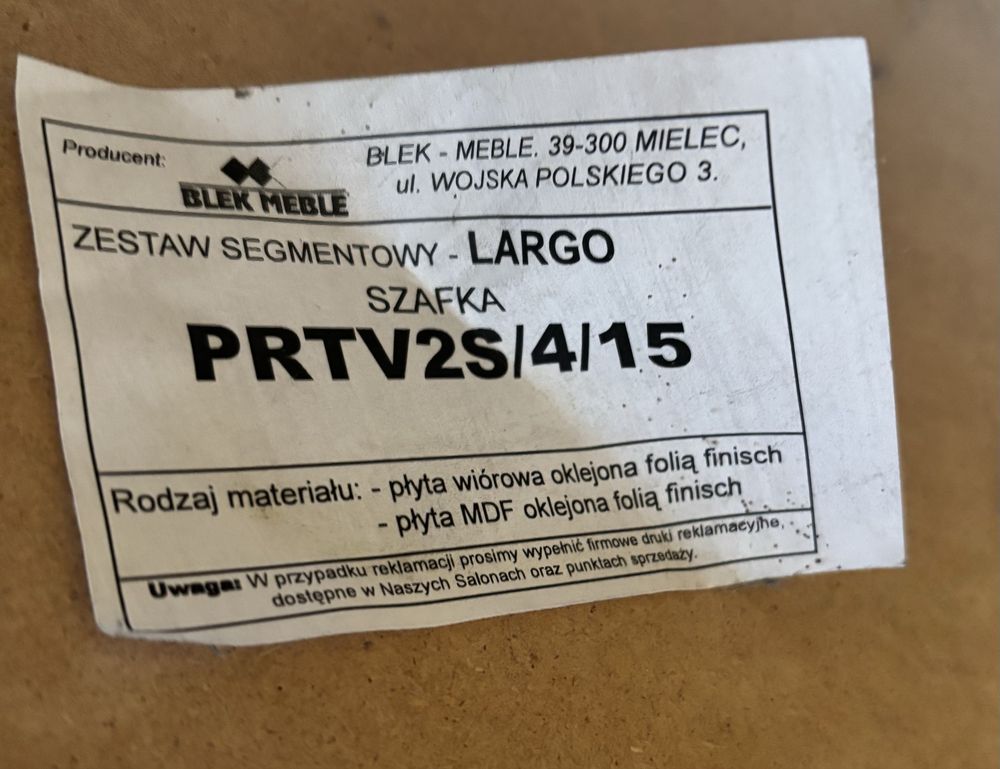 Producent:
BLEK MEBLE
BLEK - MEBLE. 39-300 MIELEC,
ul. WOJSKA POLSKIEGO 3.
ZESTAW SEGMENTOWY - LARGO
SZAFKA
PRTV2S/4/15
Rodzaj materiału: - płyta wiórowa oklejona folią finisch
- płyta MDF oklejona folią finisch
Uwaga: W przypadku reklamacji prosimy wypełnić firmowe druki reklamacyjne,
dostępne w Naszych Salonach oraz punktach sprzedaży.